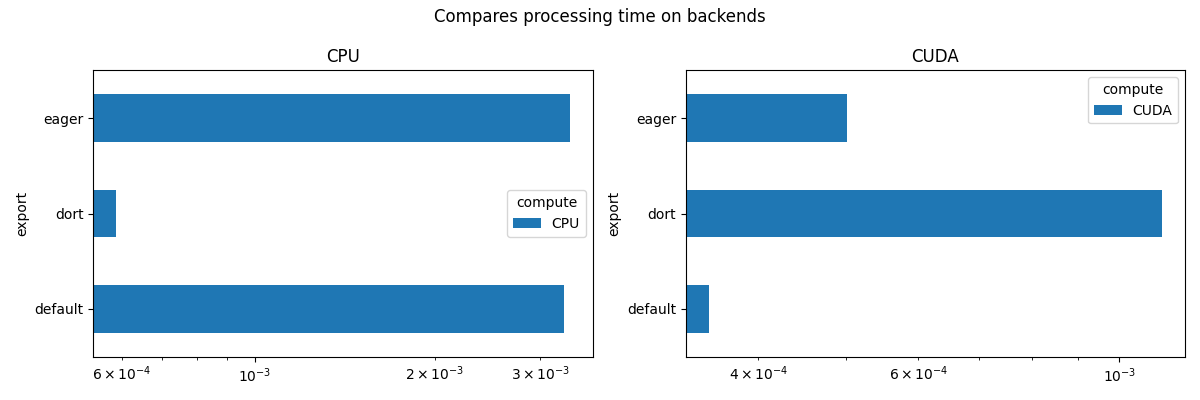 Compares processing time on backends
CPU
export
eager
dort
default
compute
CPU
6 × 10⁻⁴
10⁻³
2 × 10⁻³
3 × 10⁻³
CUDA
export
eager
dort
default
compute
CUDA
4 × 10⁻⁴
6 × 10⁻⁴
10⁻³